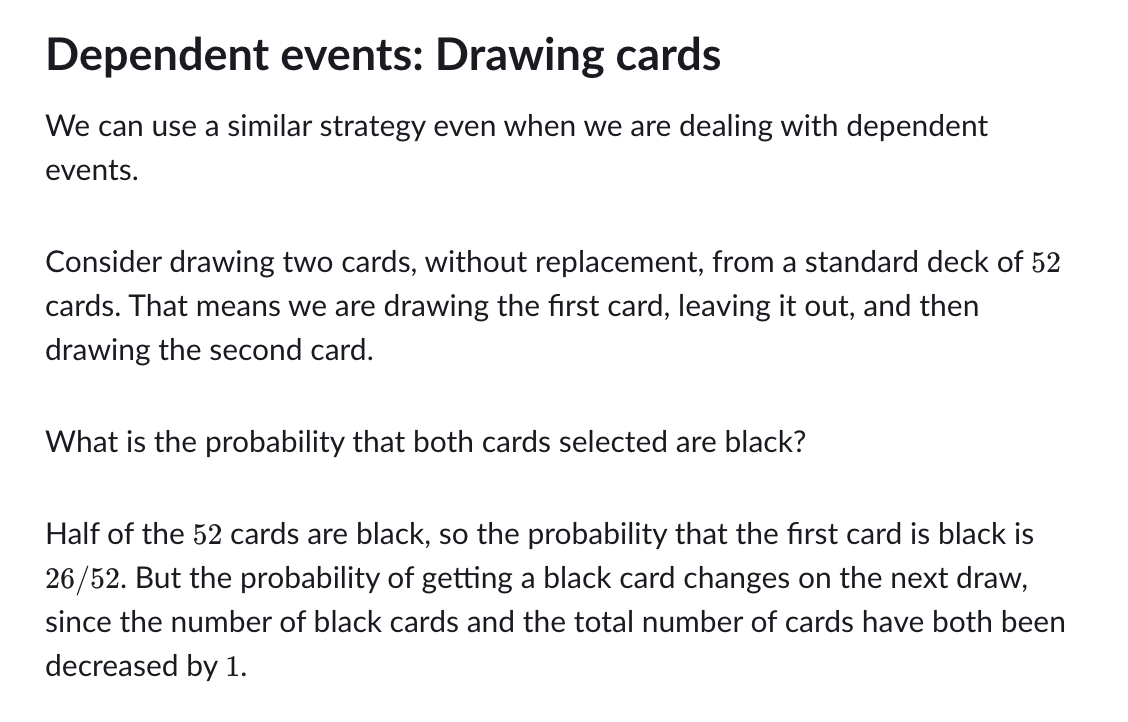 Dependent events: Drawing cards
We can use a similar strategy even when we are dealing with dependent
events.
Consider drawing two cards, without replacement, from a standard deck of 52
cards. That means we are drawing the first card, leaving it out, and then
drawing the second card.
What is the probability that both cards selected are black?
Half of the 52 cards are black, so the probability that the first card is black is
26/52. But the probability of getting a black card changes on the next draw,
since the number of black cards and the total number of cards have both been
decreased by 1.